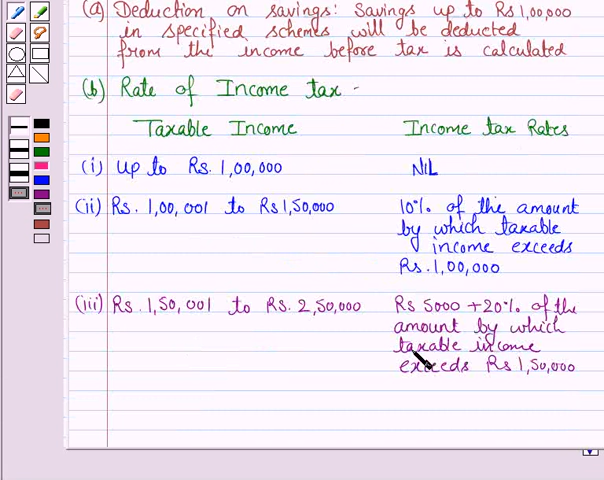 (a) Deduction on savings: Savings up to Rs 1,00,000
in specified schemes will be deducted
from the income before tax is calculated
(b) Rate of Income tax -
Taxable Income Income tax Rates
(i) Up to Rs. 1,00,000 NIL
(ii) Rs. 1,00,001 to Rs 1,50,000 10% of the amount
by which taxable
income exceeds
Rs. 1,00,000
(iii) Rs. 1,50,001 to Rs. 2,50,000 Rs 5000 + 20% of the
amount by which
taxable income
exceeds Rs 1,50,000